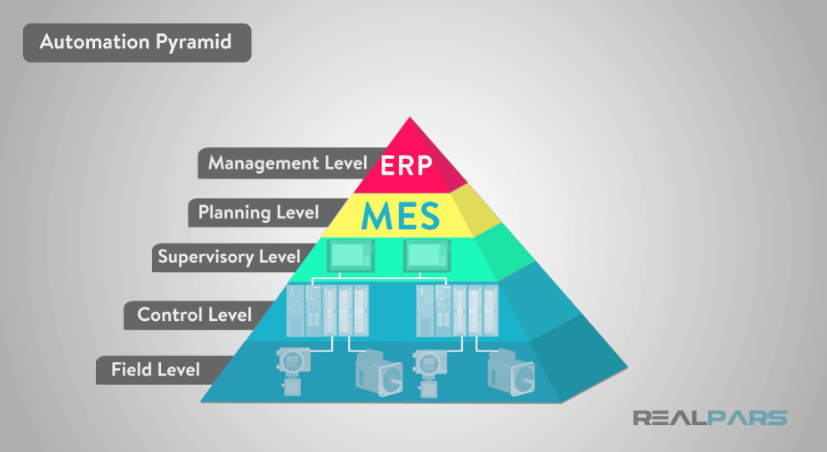 Automation Pyramid
Management Level ERP
Planning Level MES
Supervisory Level
Control Level
Field Level
REALPARS